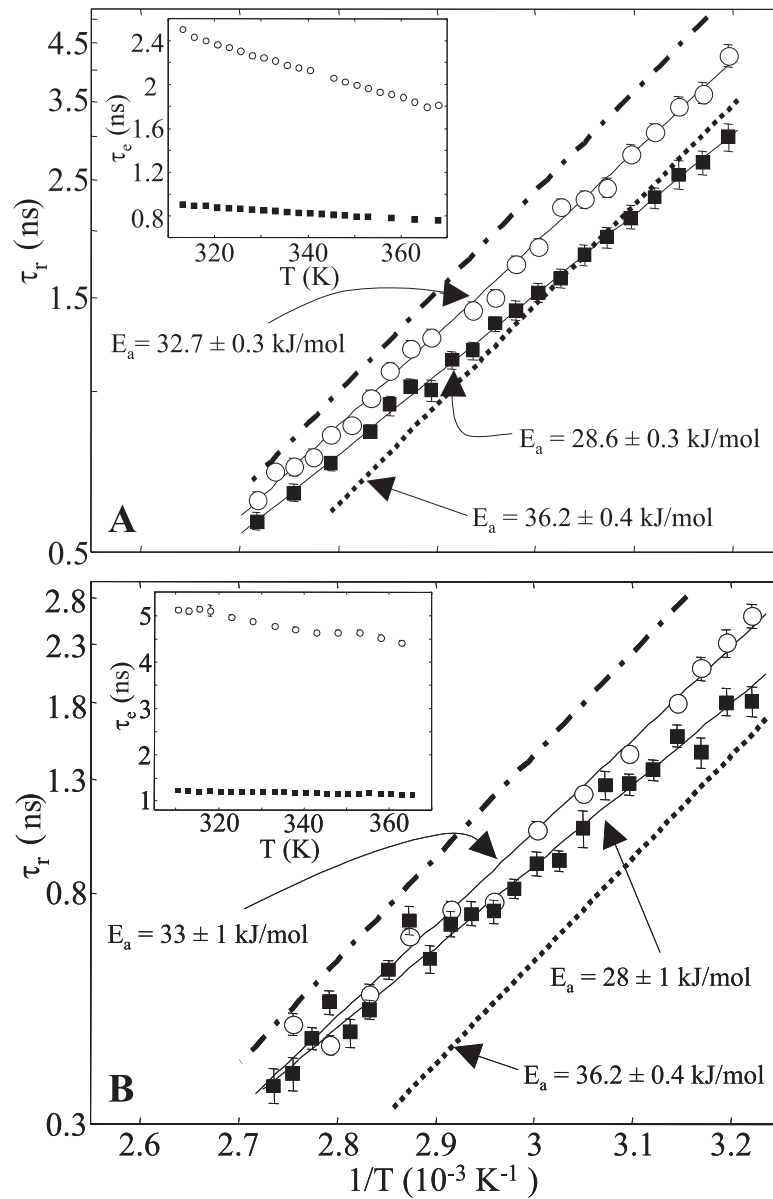 4.5
3.5
2.5
1.5
0.5
τr (ns)
2.4
2
1.6
1.2
0.8
τe (ns)
320
340
360
T (K)
Ea= 32.7 ± 0.3 kJ/mol
Ea = 28.6 ± 0.3 kJ/mol
Ea = 36.2 ± 0.4 kJ/mol
A
2.8
2.3
1.8
1.3
0.8
0.3
τr (ns)
5
4
3
2
1
τe (ns)
320
340
360
T (K)
Ea = 33 ± 1 kJ/mol
Ea = 28 ± 1 kJ/mol
Ea = 36.2 ± 0.4 kJ/mol
B
2.6
2.7
2.8
2.9
3
3.1
3.2
1/T (10-3 K-1)